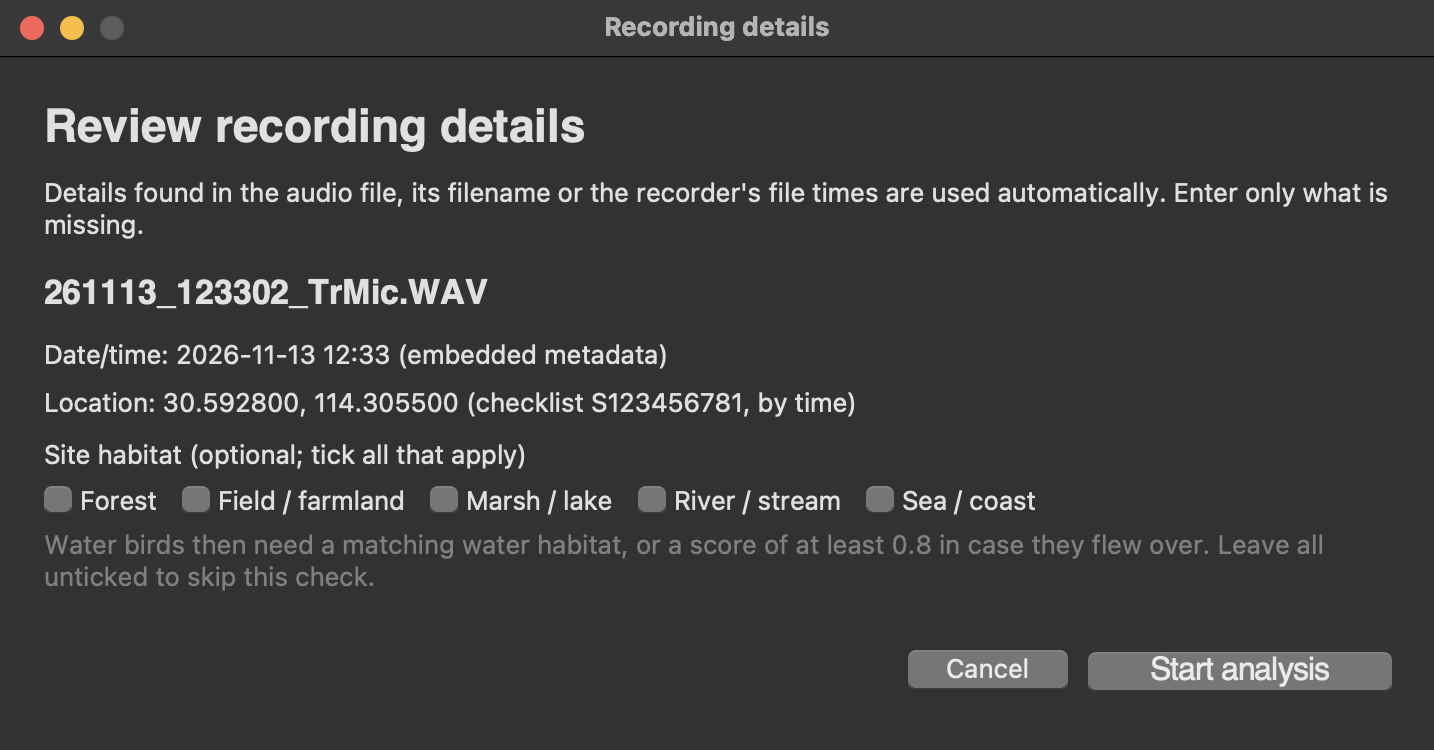 Recording details
Review recording details
Details found in the audio file, its filename or the recorder's file times are used automatically. Enter only what is
missing.
261113_123302_TrMic.WAV
Date/time: 2026-11-13 12:33 (embedded metadata)
Location: 30.592800, 114.305500 (checklist S123456781, by time)
Site habitat (optional; tick all that apply)
Forest Field / farmland Marsh / lake River / stream Sea / coast
Water birds then need a matching water habitat, or a score of at least 0.8 in case they flew over. Leave all
unticked to skip this check.
Cancel Start analysis